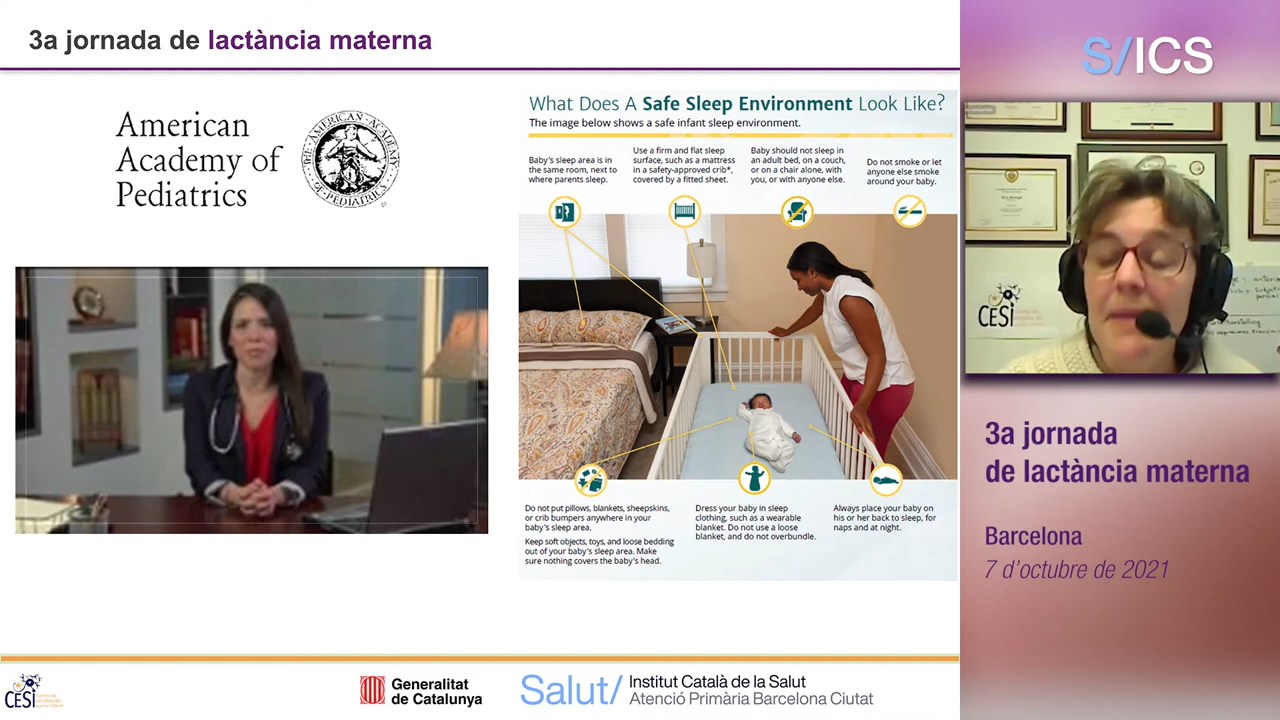 3a jornada de lactància materna
American
Academy of
Pediatrics
THE AMERICAN ACADEMY OF PEDIATRICS
What Does A Safe Sleep Environment Look Like?
The image below shows a safe infant sleep environment.
Baby's sleep area is in
the same room, next to
where parents sleep.
Use a firm and flat sleep
surface, such as a mattress
in a safety-approved crib*,
covered by a fitted sheet.
Baby should not sleep in
an adult bed, on a couch,
or on a chair alone, with
you, or with anyone else.
Do not smoke or let
anyone else smoke
around your baby.
Do not put pillows, blankets, sheepskins,
or crib bumpers anywhere in your
baby's sleep area.
Keep soft objects, toys, and loose bedding
out of your baby's sleep area. Make
sure nothing covers the baby's head.
Dress your baby in sleep
clothing, such as a wearable
blanket. Do not use a loose
blanket, and do not overbundle.
Always place your baby on
his or her back to sleep, for
naps and at night.
S/ICS
CESI
3a jornada
de lactància materna
Barcelona
7 d'octubre de 2021
CESI
Generalitat
de Catalunya
Salut/
Institut Català de la Salut
Atenció Primària Barcelona Ciutat